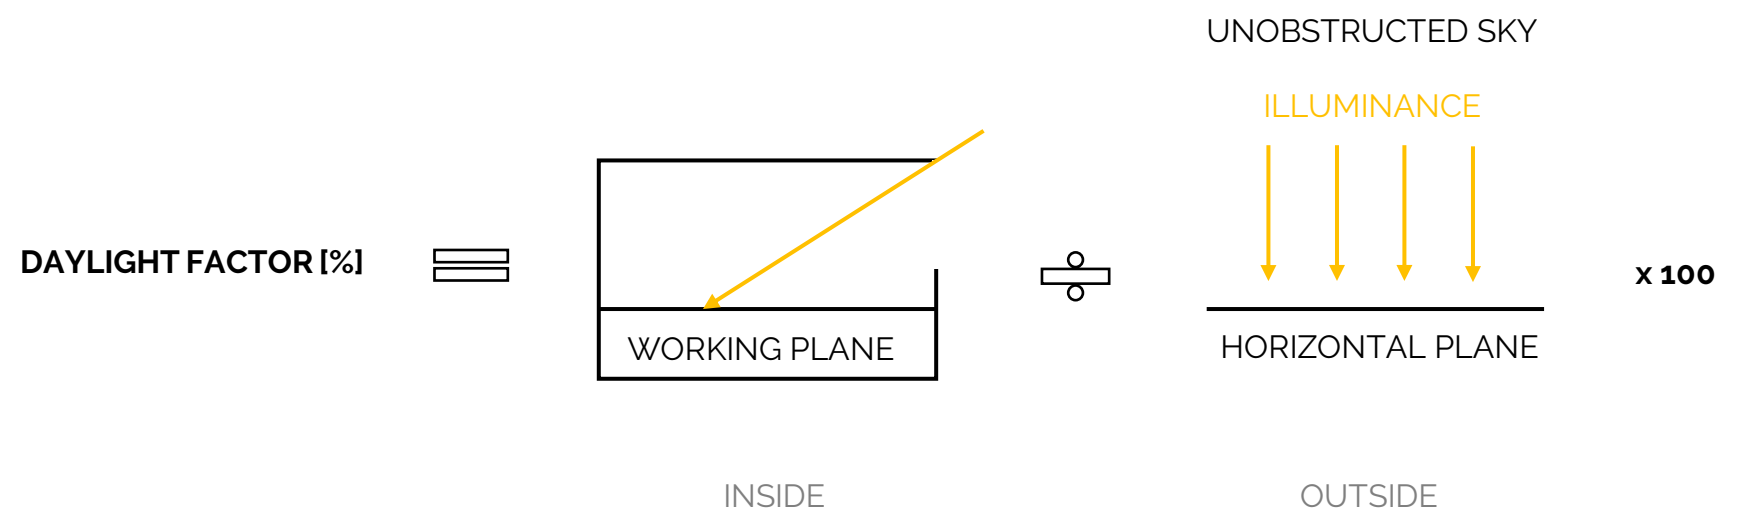 UNOBSTRUCTED SKY
ILLUMINANCE
DAYLIGHT FACTOR [%]
x 100
WORKING PLANE
HORIZONTAL PLANE
INSIDE
OUTSIDE